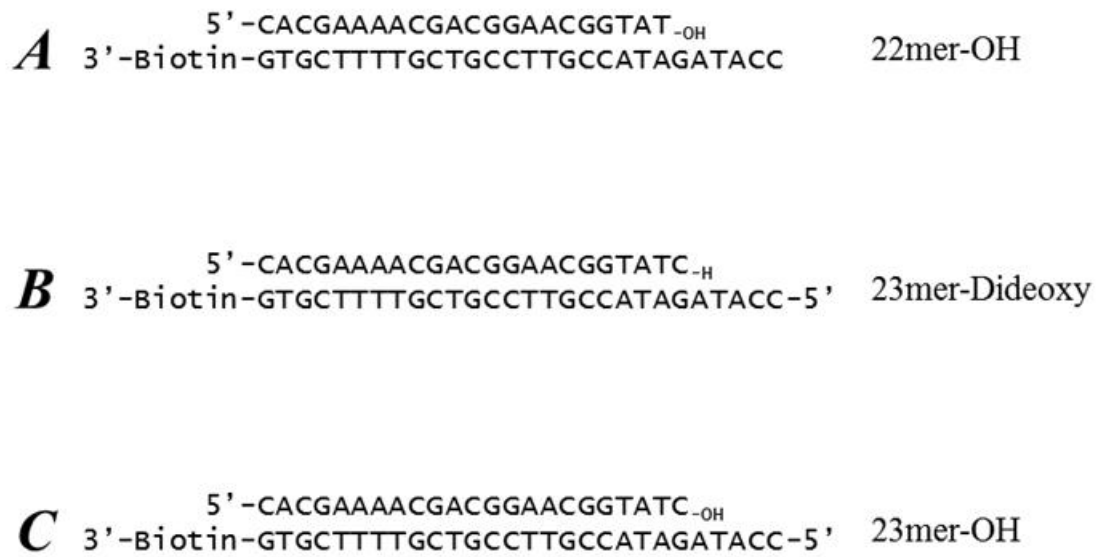 5’-CACGAAAACGACGGAACGGTAT-OH
A 3’-Biotin-GTGCTTTTGCTGCCTTGCCATAGATACC 22mer-OH
5’-CACGAAAACGACGGAACGGTATC-H
B 3’-Biotin-GTGCTTTTGCTGCCTTGCCATAGATACC-5’ 23mer-Dideoxy
5’-CACGAAAACGACGGAACGGTATC-OH
C 3’-Biotin-GTGCTTTTGCTGCCTTGCCATAGATACC-5’ 23mer-OH